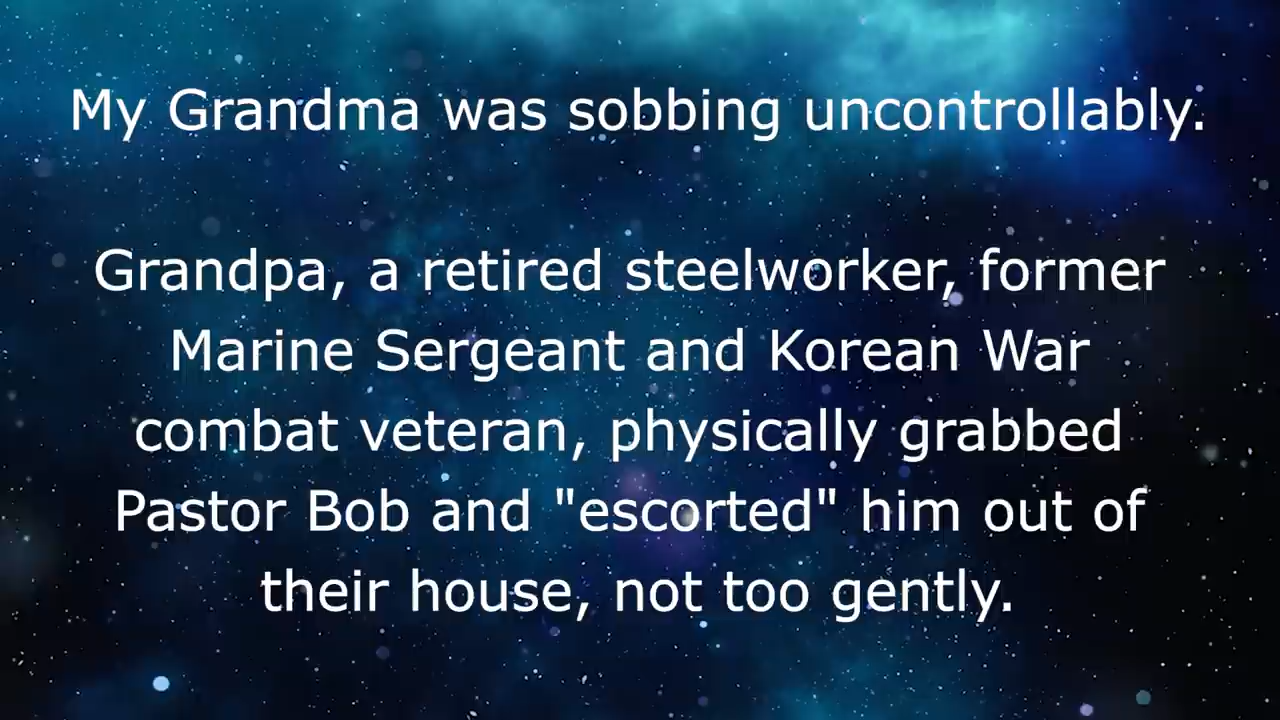 My Grandma was sobbing uncontrollably.
Grandpa, a retired steelworker, former
Marine Sergeant and Korean War
combat veteran, physically grabbed
Pastor Bob and "escorted" him out of
their house, not too gently.